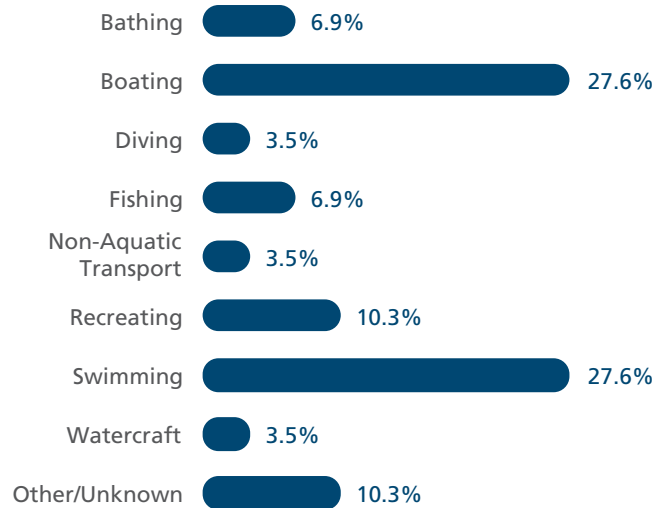 Bathing 6.9%
Boating 27.6%
Diving 3.5%
Fishing 6.9%
Non-Aquatic
Transport 3.5%
Recreating 10.3%
Swimming 27.6%
Watercraft 3.5%
Other/Unknown 10.3%